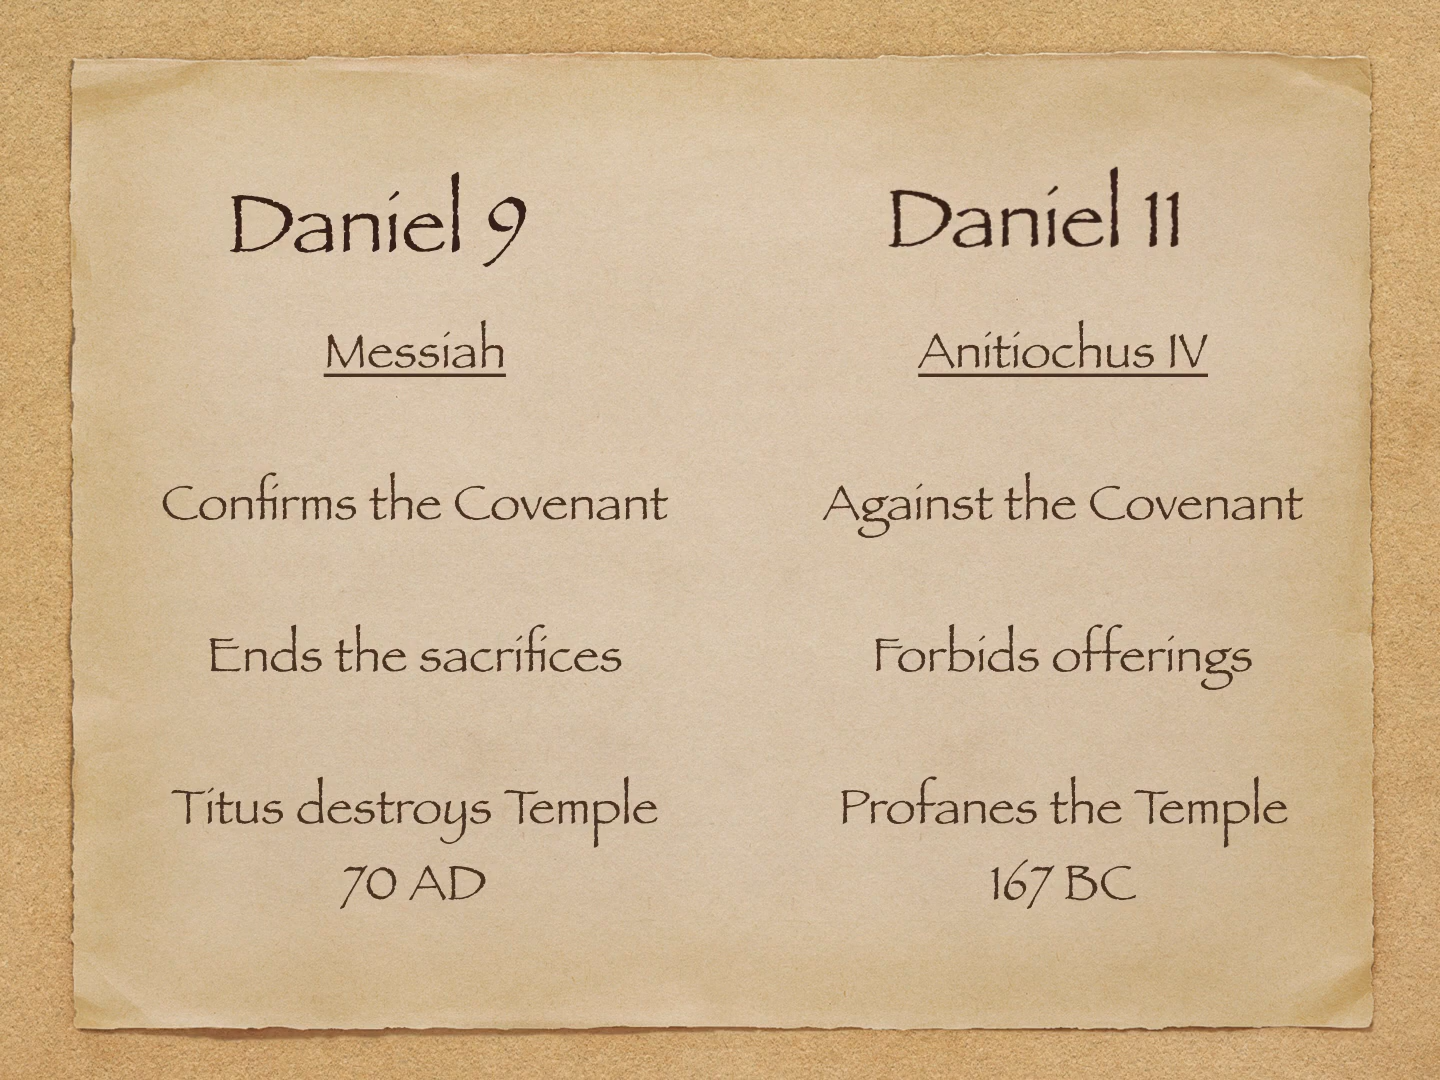 Daniel 9
Messiah
Confirms the Covenant
Ends the sacrifices
Titus destroys Temple
70 AD
Daniel 11
Anitiochus IV
Against the Covenant
Forbids offerings
Profanes the Temple
167 BC